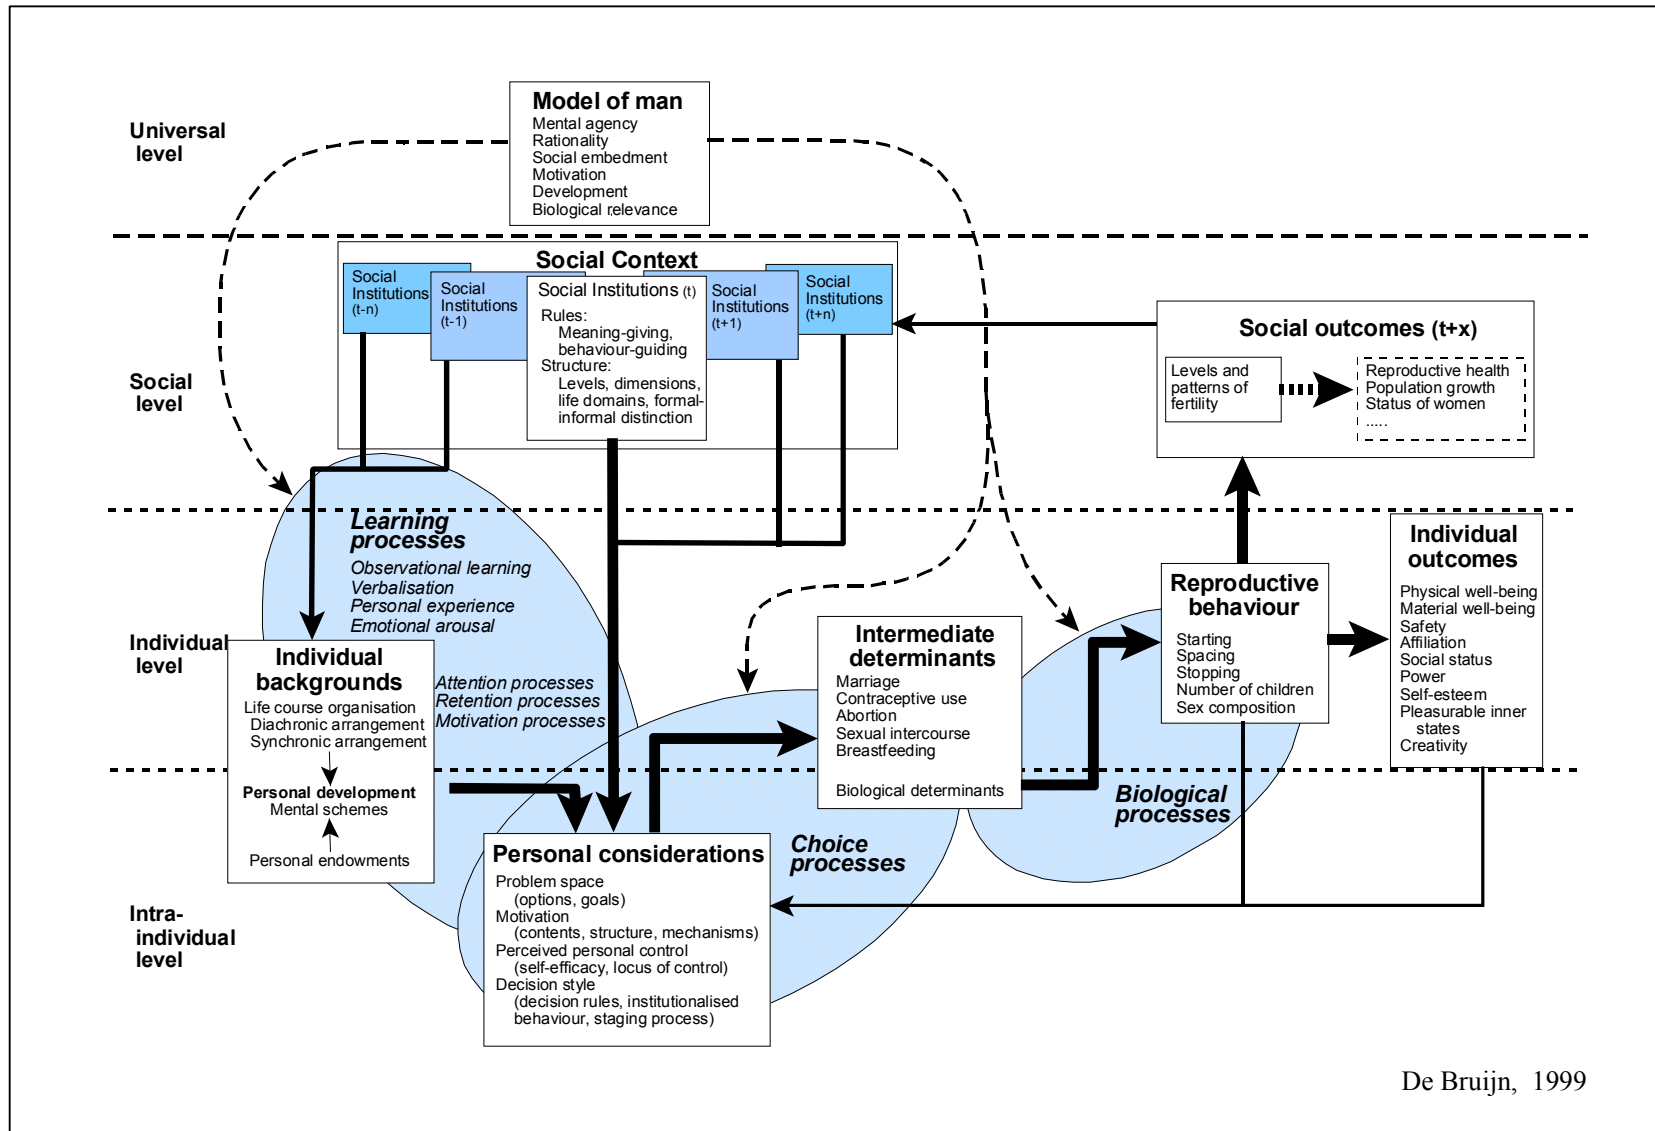 Universal
level
Model of man
Mental agency
Rationality
Social embedment
Motivation
Development
Biological relevance
Social
level
Social Context
Social
Institutions
(t-n)
Social
Institutions
(t-1)
Social Institutions (t)
Rules:
Meaning-giving,
behaviour-guiding
Structure:
Levels, dimensions,
life domains, formal-
informal distinction
Social
Institutions
(t+1)
Social
Institutions
(t+n)
Social outcomes (t+x)
Levels and
patterns of
fertility
Reproductive health
Population growth
Status of women
.....
Individual
level
Learning
processes
Observational learning
Verbalisation
Personal experience
Emotional arousal
Attention processes
Retention processes
Motivation processes
Individual
backgrounds
Life course organisation
Diachronic arrangement
Synchronic arrangement
Personal development
Mental schemes
Personal endowments
Intermediate
determinants
Marriage
Contraceptive use
Abortion
Sexual intercourse
Breastfeeding
Biological determinants
Reproductive
behaviour
Starting
Spacing
Stopping
Number of children
Sex composition
Individual
outcomes
Physical well-being
Material well-being
Safety
Affiliation
Social status
Power
Self-esteem
Pleasurable inner
states
Creativity
Intra-
individual
level
Personal considerations
Problem space
(options, goals)
Motivation
(contents, structure, mechanisms)
Perceived personal control
(self-efficacy, locus of control)
Decision style
(decision rules, institutionalised
behaviour, staging process)
Choice
processes
Biological
processes
De Bruijn, 1999